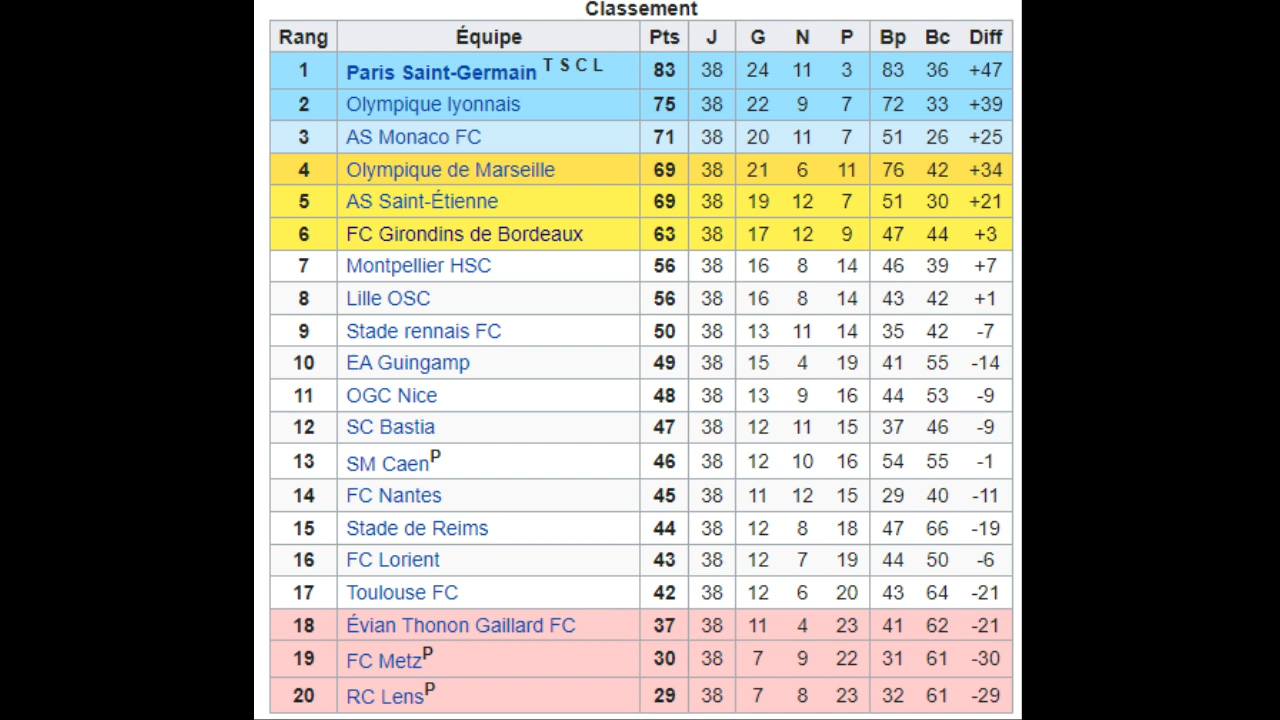 Classement
Rang Équipe Pts J G N P Bp Bc Diff
1 Paris Saint-Germain T S C L 83 38 24 11 3 83 36 +47
2 Olympique lyonnais 75 38 22 9 7 72 33 +39
3 AS Monaco FC 71 38 20 11 7 51 26 +25
4 Olympique de Marseille 69 38 21 6 11 76 42 +34
5 AS Saint-Étienne 69 38 19 12 7 51 30 +21
6 FC Girondins de Bordeaux 63 38 17 12 9 47 44 +3
7 Montpellier HSC 56 38 16 8 14 46 39 +7
8 Lille OSC 56 38 16 8 14 43 42 +1
9 Stade rennais FC 50 38 13 11 14 35 42 -7
10 EA Guingamp 49 38 15 4 19 41 55 -14
11 OGC Nice 48 38 13 9 16 44 53 -9
12 SC Bastia 47 38 12 11 15 37 46 -9
13 SM Caen P 46 38 12 10 16 54 55 -1
14 FC Nantes 45 38 11 12 15 29 40 -11
15 Stade de Reims 44 38 12 8 18 47 66 -19
16 FC Lorient 43 38 12 7 19 44 50 -6
17 Toulouse FC 42 38 12 6 20 43 64 -21
18 Évian Thonon Gaillard FC 37 38 11 4 23 41 62 -21
19 FC Metz P 30 38 7 9 22 31 61 -30
20 RC Lens P 29 38 7 8 23 32 61 -29